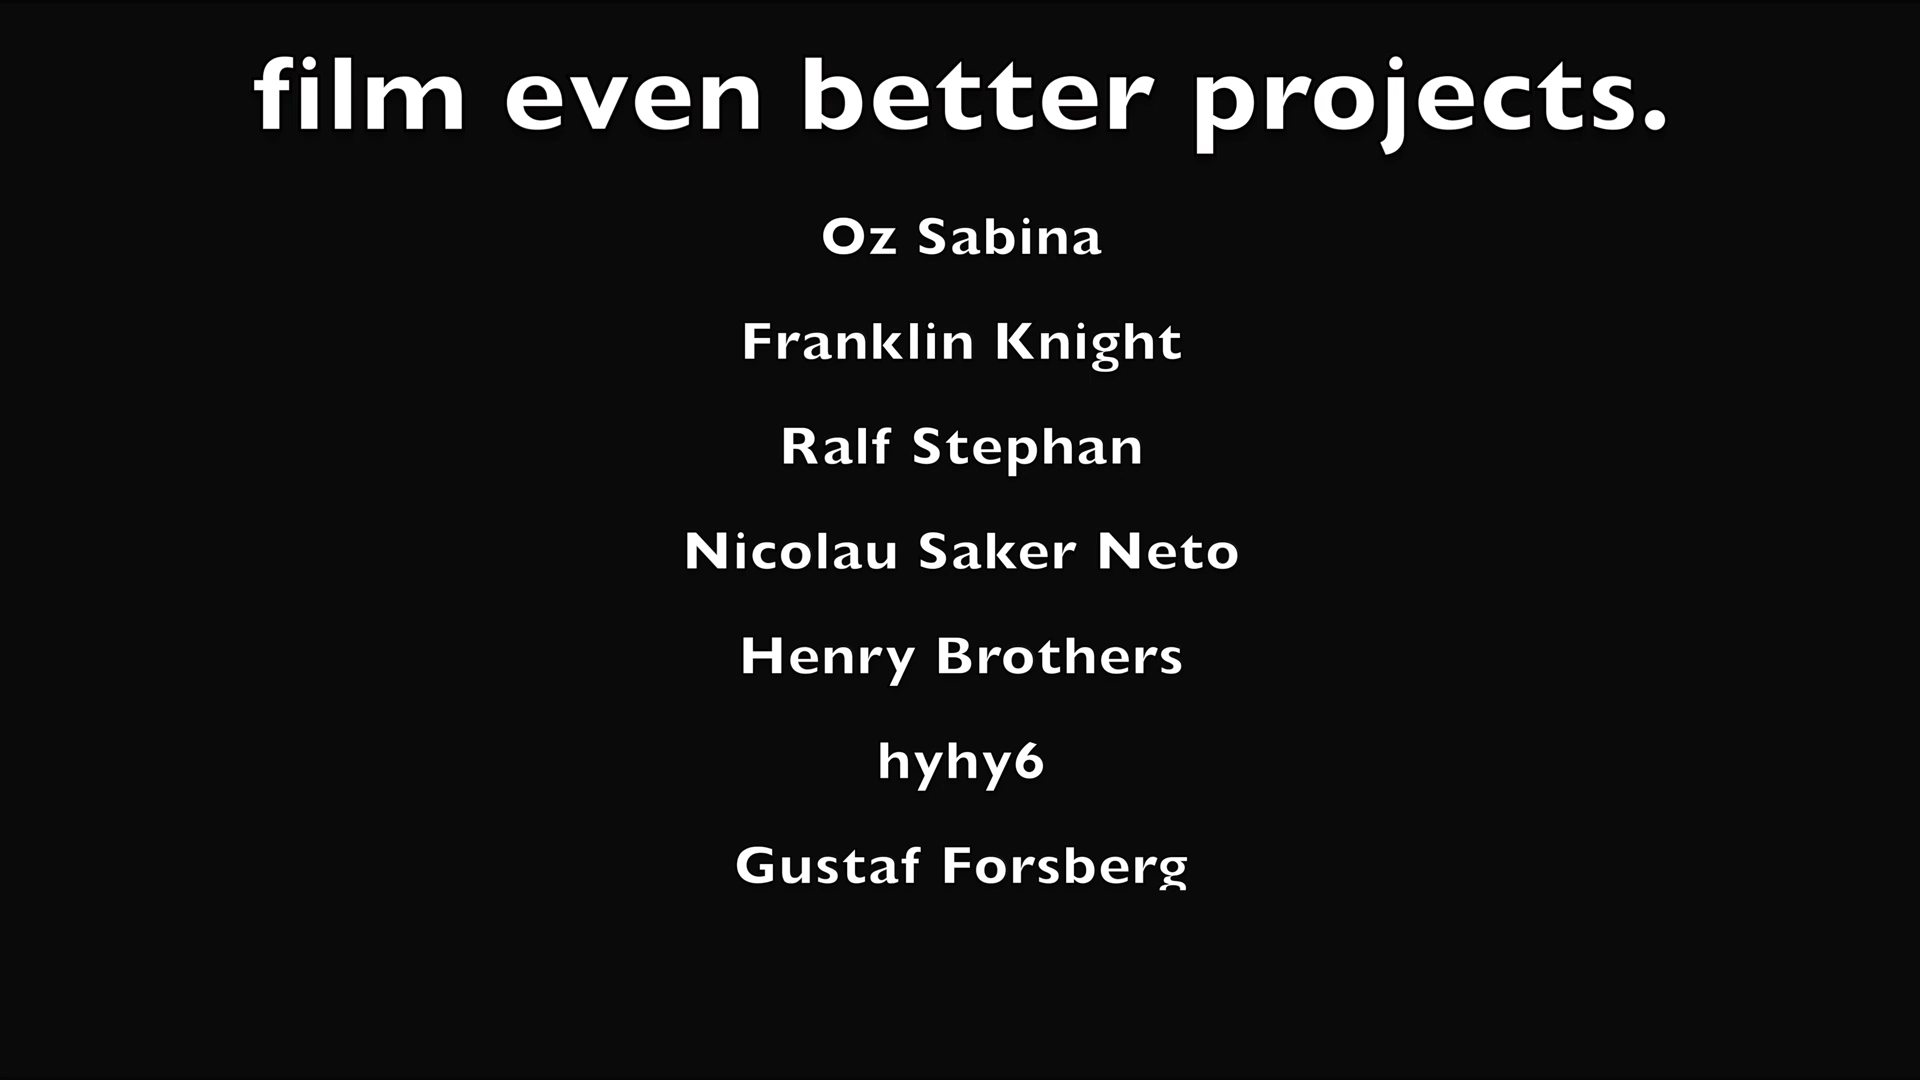 film even better projects.
Oz Sabina
Franklin Knight
Ralf Stephan
Nicolau Saker Neto
Henry Brothers
hyhy6
Gustaf Forsberg